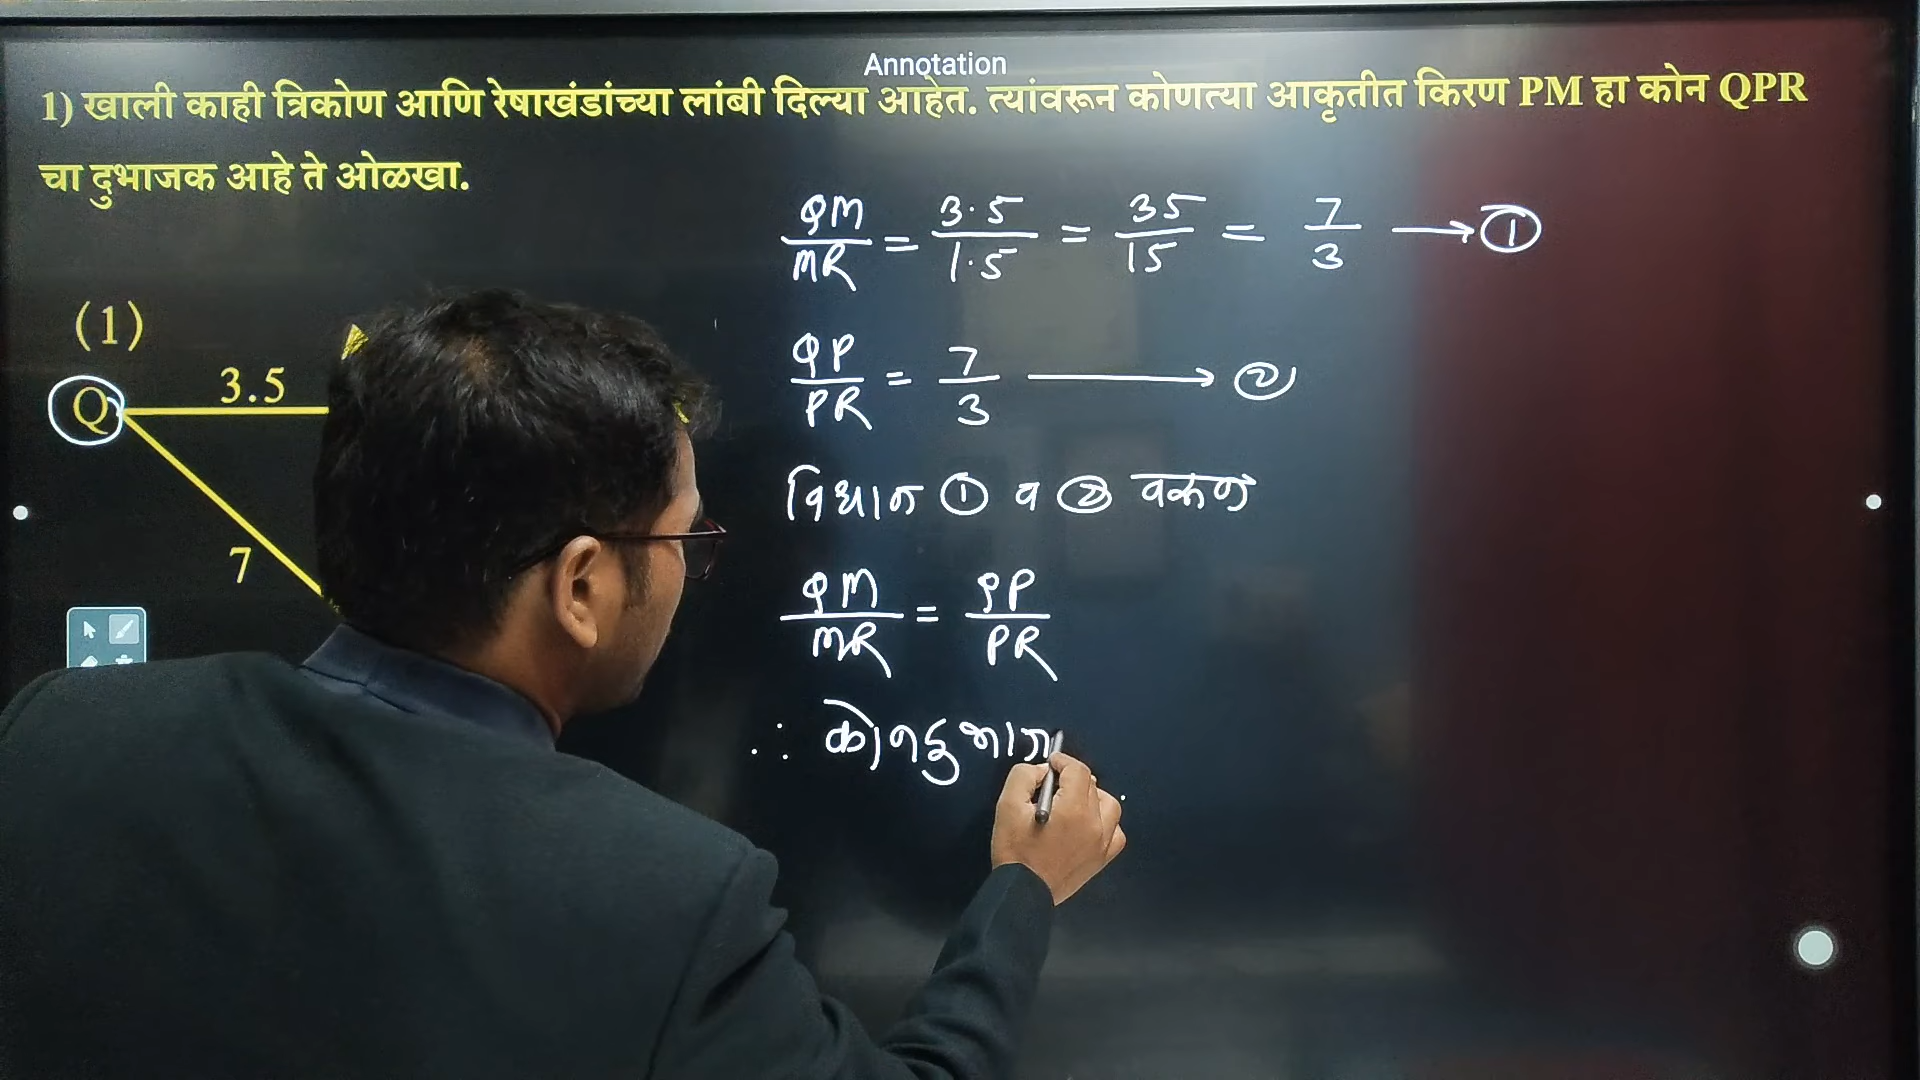 Annotation
1) खाली काही त्रिकोण आणि रेषाखंडांच्या लांबी दिल्या आहेत. त्यांवरून कोणत्या आकृतीत किरण PM हा कोन QPR
चा दुभाजक आहे ते ओळखा.
QM/MR = 3.5/1.5 = 35/15 = 7/3 → ①
(1)
QP/PR = 7/3 → ②
3.5
Q
विधान ① व ② वरून
7
QM/MR = QP/PR
∴ कोनदुभाज